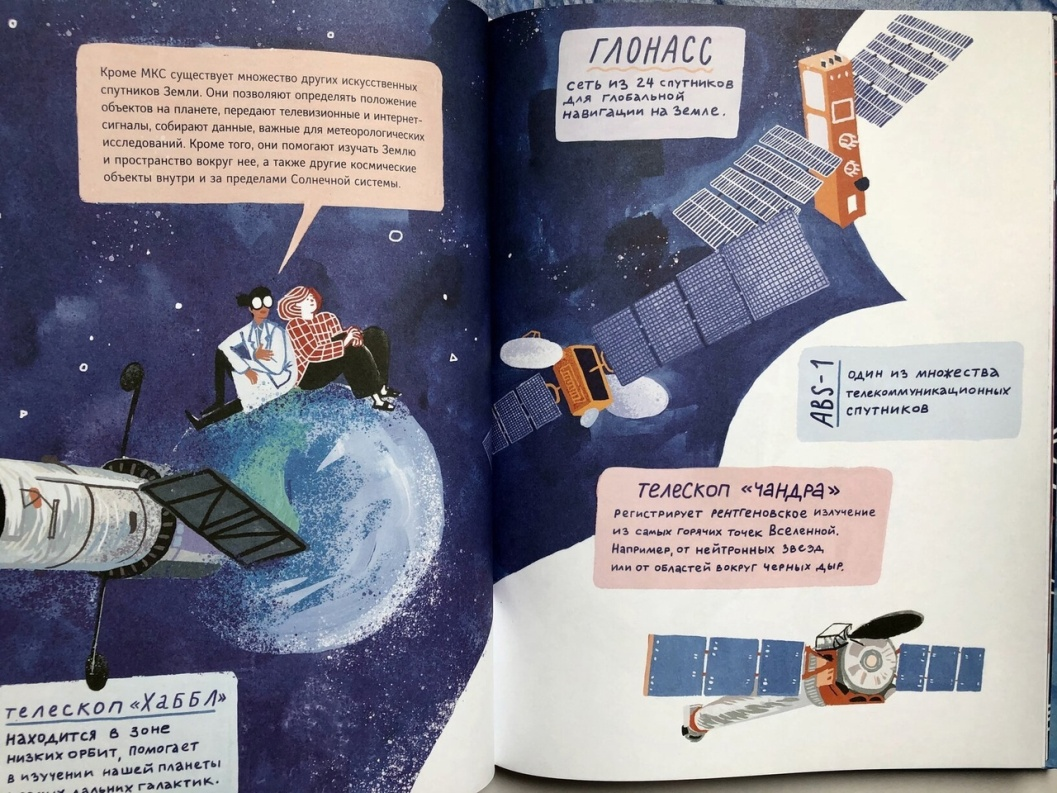 Кроме МКС существует множество других искусственных
спутников Земли. Они позволяют определять положение
объектов на планете, передают телевизионные и интернет-
сигналы, собирают данные, важные для метеорологических
исследований. Кроме того, они помогают изучать Землю
и пространство вокруг нее, а также другие космические
объекты внутри и за пределами Солнечной системы.
телескоп «Хаббл»
находится в зоне
низких орбит, помогает
в изучении нашей планеты
дальних галактик.
ГЛОНАСС
сеть из 24 спутников
для глобальной
навигации на Земле.
ABS-1
один из множества
телекоммуникационных
спутников
телескоп «Чандра»
Регистрирует рентгеновское излучение
из самых горячих точек Вселенной.
Например, от нейтронных звезд
или от областей вокруг черных дыр.